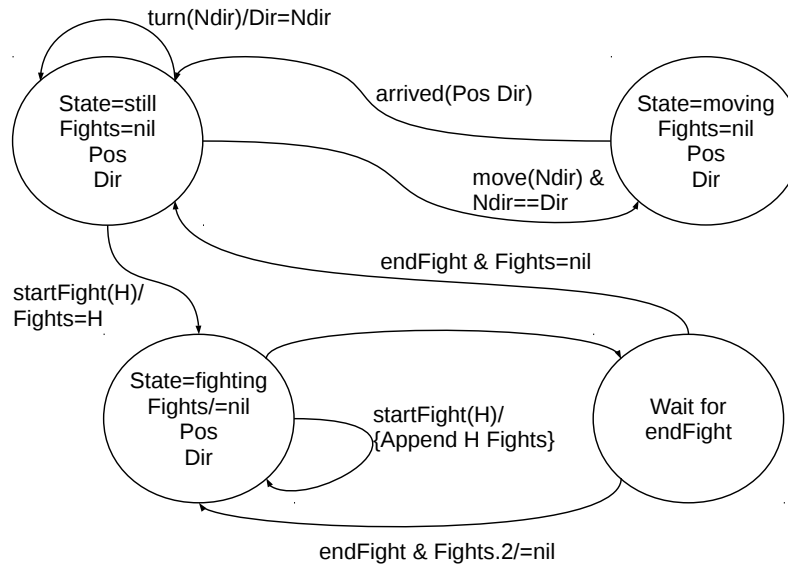 turn(Ndir)/Dir=Ndir
State=still
Fights=nil
Pos
Dir
arrived(Pos Dir)
State=moving
Fights=nil
Pos
Dir
move(Ndir) &
Ndir==Dir
endFight & Fights=nil
startFight(H)/
Fights=H
State=fighting
Fights/=nil
Pos
Dir
startFight(H)/
{Append H Fights}
Wait for
endFight
endFight & Fights.2/=nil